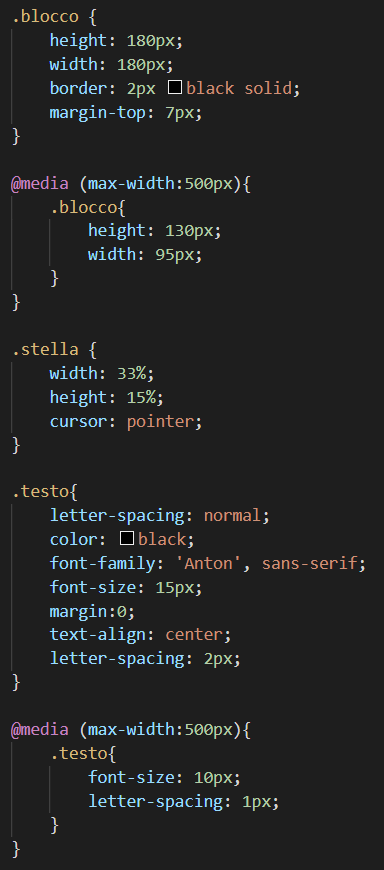 .blocco {
    height: 180px;
    width: 180px;
    border: 2px black solid;
    margin-top: 7px;
}

@media (max-width:500px){
    .blocco{
        height: 130px;
        width: 95px;
    }
}

.stella {
    width: 33%;
    height: 15%;
    cursor: pointer;
}

.testo{
    letter-spacing: normal;
    color: black;
    font-family: 'Anton', sans-serif;
    font-size: 15px;
    margin:0;
    text-align: center;
    letter-spacing: 2px;
}

@media (max-width:500px){
    .testo{
        font-size: 10px;
        letter-spacing: 1px;
    }
}